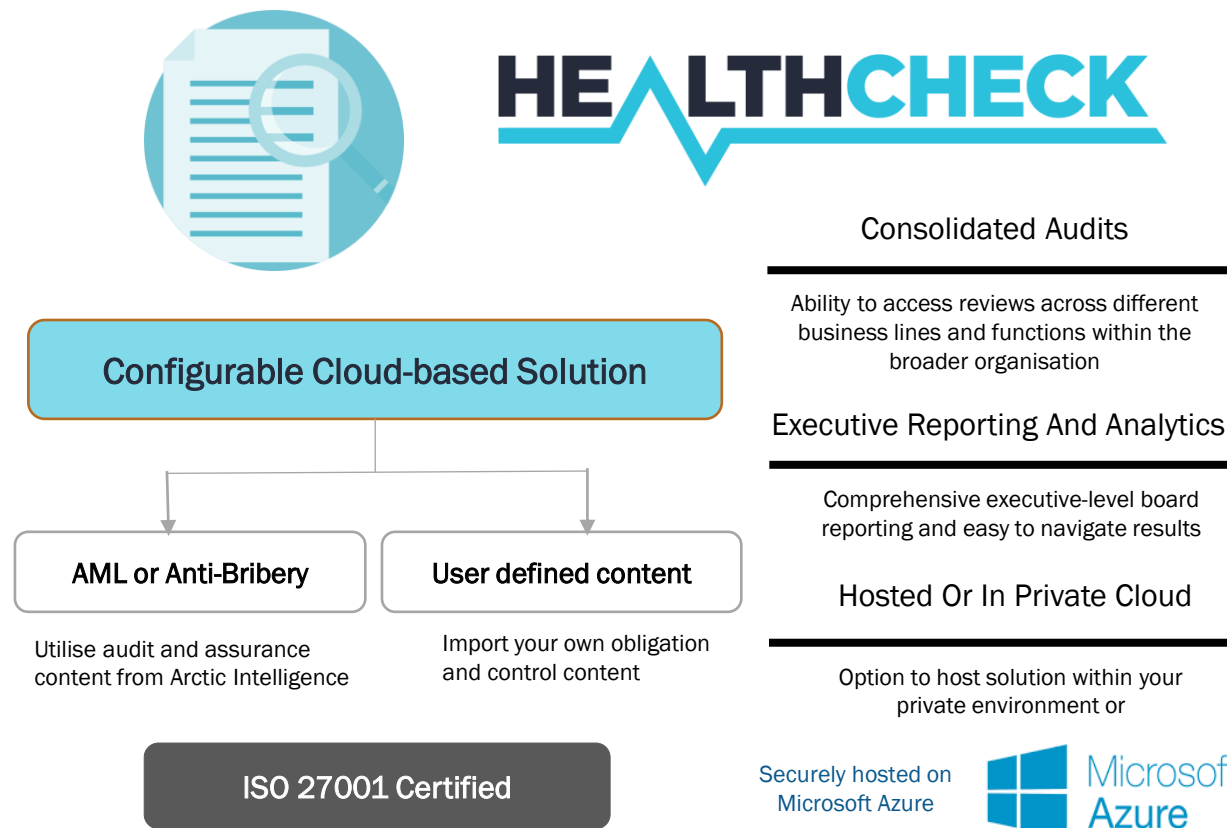 HEALTHCHECK
Configurable Cloud-based Solution
AML or Anti-Bribery
Utilise audit and assurance
content from Arctic Intelligence
User defined content
Import your own obligation
and control content
ISO 27001 Certified
Consolidated Audits
Ability to access reviews across different
business lines and functions within the
broader organisation
Executive Reporting And Analytics
Comprehensive executive-level board
reporting and easy to navigate results
Hosted Or In Private Cloud
Option to host solution within your
private environment or
Securely hosted on
Microsoft Azure
Microsof
Azure